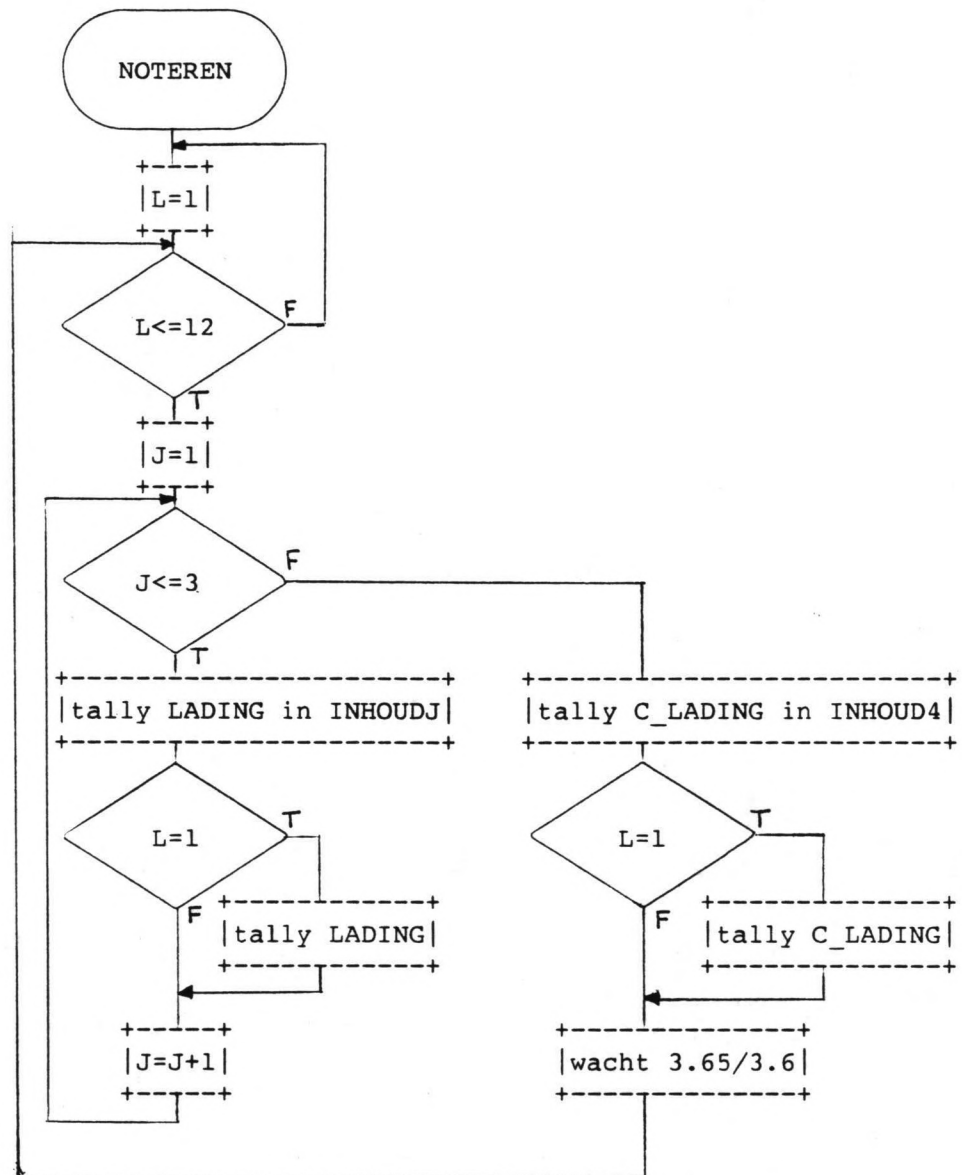 NOTEREN
L=1
L<=12
F
T
J=1
J<=3
F
T
tally LADING in INHOUDJ
tally C_LADING in INHOUD4
L=1
T
F
L=1
T
F
tally LADING
tally C_LADING
J=J+1
wacht 3.65/3.6